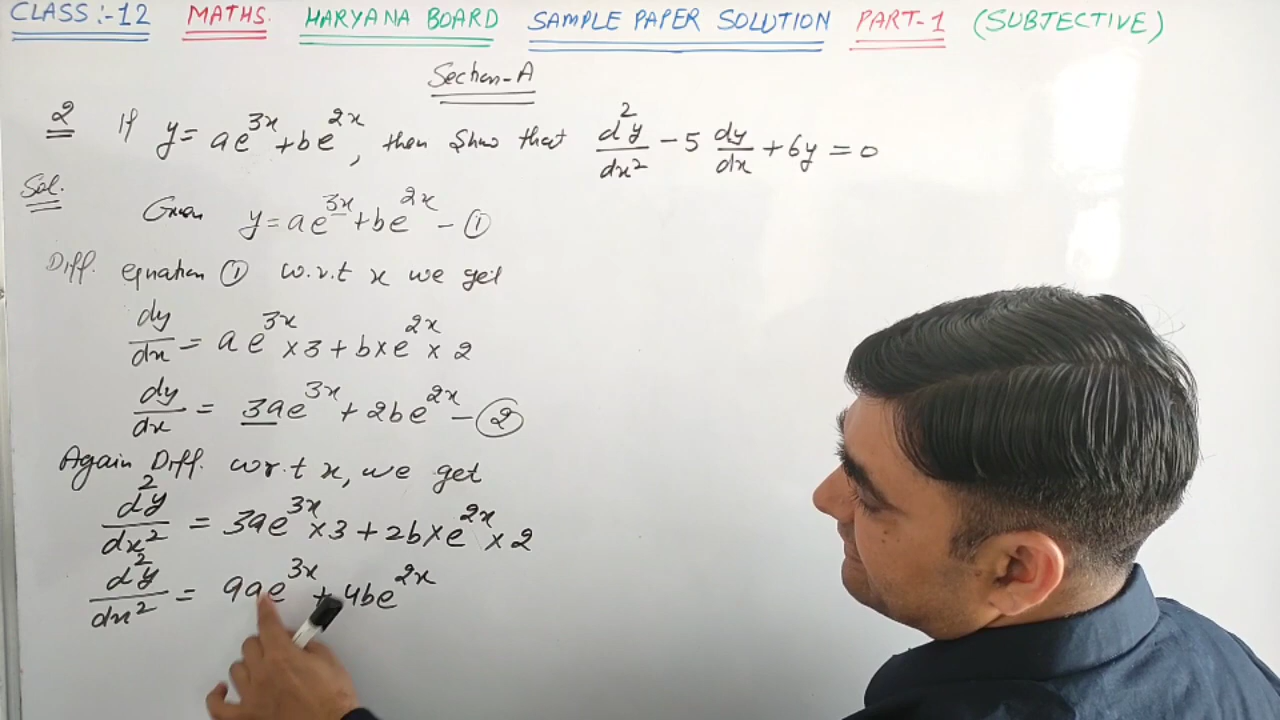 CLASS:-12 MATHS. HARYANA BOARD SAMPLE PAPER SOLUTION PART-1 (SUBJECTIVE)
Section-A
2 If y = ae^3x + be^2x, then show that d²y/dx² - 5 dy/dx + 6y = 0
Sol.
Given y = ae^3x + be^2x - ①
Diff. equation ① w.r.t x we get
dy/dx = ae^3x × 3 + b×e^2x × 2
dy/dx = 3ae^3x + 2be^2x - ②
Again Diff. w.r.t x, we get
d²y/dx² = 3ae^3x × 3 + 2b×e^2x × 2
d²y/dx² = 9ae^3x + 4be^2x